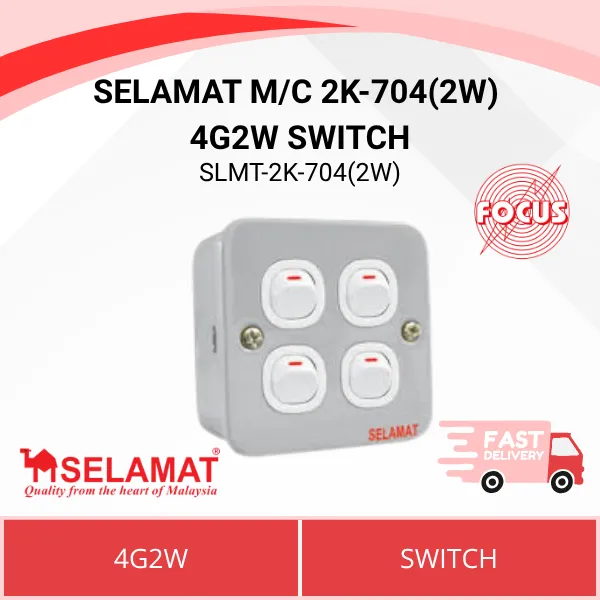 SELAMAT M/C 2K-704(2W)
4G2W SWITCH
SLMT-2K-704(2W)
FOCUS
SELAMAT
SELAMAT®
Quality from the heart of Malaysia
FAST
DELIVERY
4G2W
SWITCH